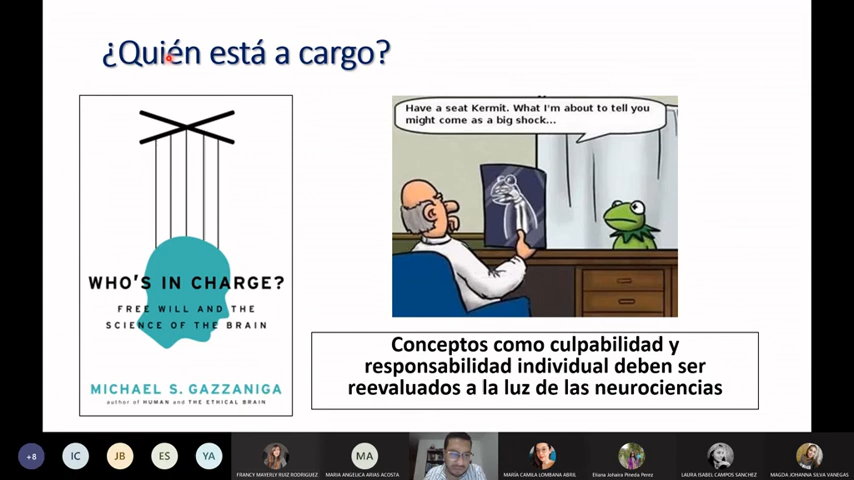 ¿Quién está a cargo?
WHO'S IN CHARGE?
FREE WILL AND THE
SCIENCE OF THE BRAIN
MICHAEL S. GAZZANIGA
author of HUMAN and THE ETHICAL BRAIN
Have a seat Kermit. What I'm about to tell you
might come as a big shock...
Conceptos como culpabilidad y
responsabilidad individual deben ser
reevaluados a la luz de las neurociencias
+8
IC
JB
ES
YA
FRANCY MAYERLY RUIZ RODRIGUEZ
MA
MARIA ANGELICA ARIAS ACOSTA
MARÍA CAMILA LOMBANA ABRIL
Eliana Johaira Pineda Perez
LAURA ISABEL CAMPOS SANCHEZ
MAGDA JOHANNA SILVA VANEGAS